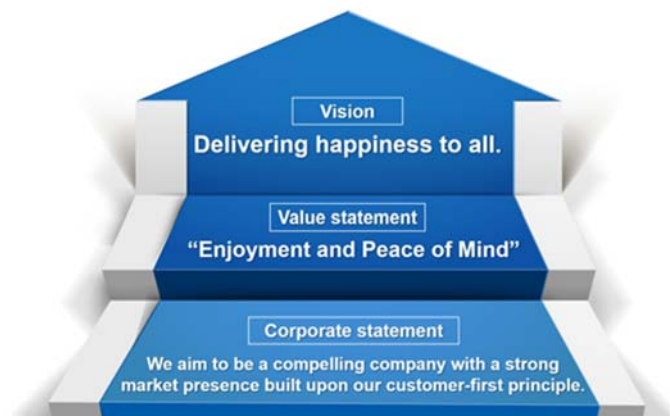 Vision
Delivering happiness to all.
Value statement
“Enjoyment and Peace of Mind”
Corporate statement
We aim to be a compelling company with a strong
market presence built upon our customer-first principle.